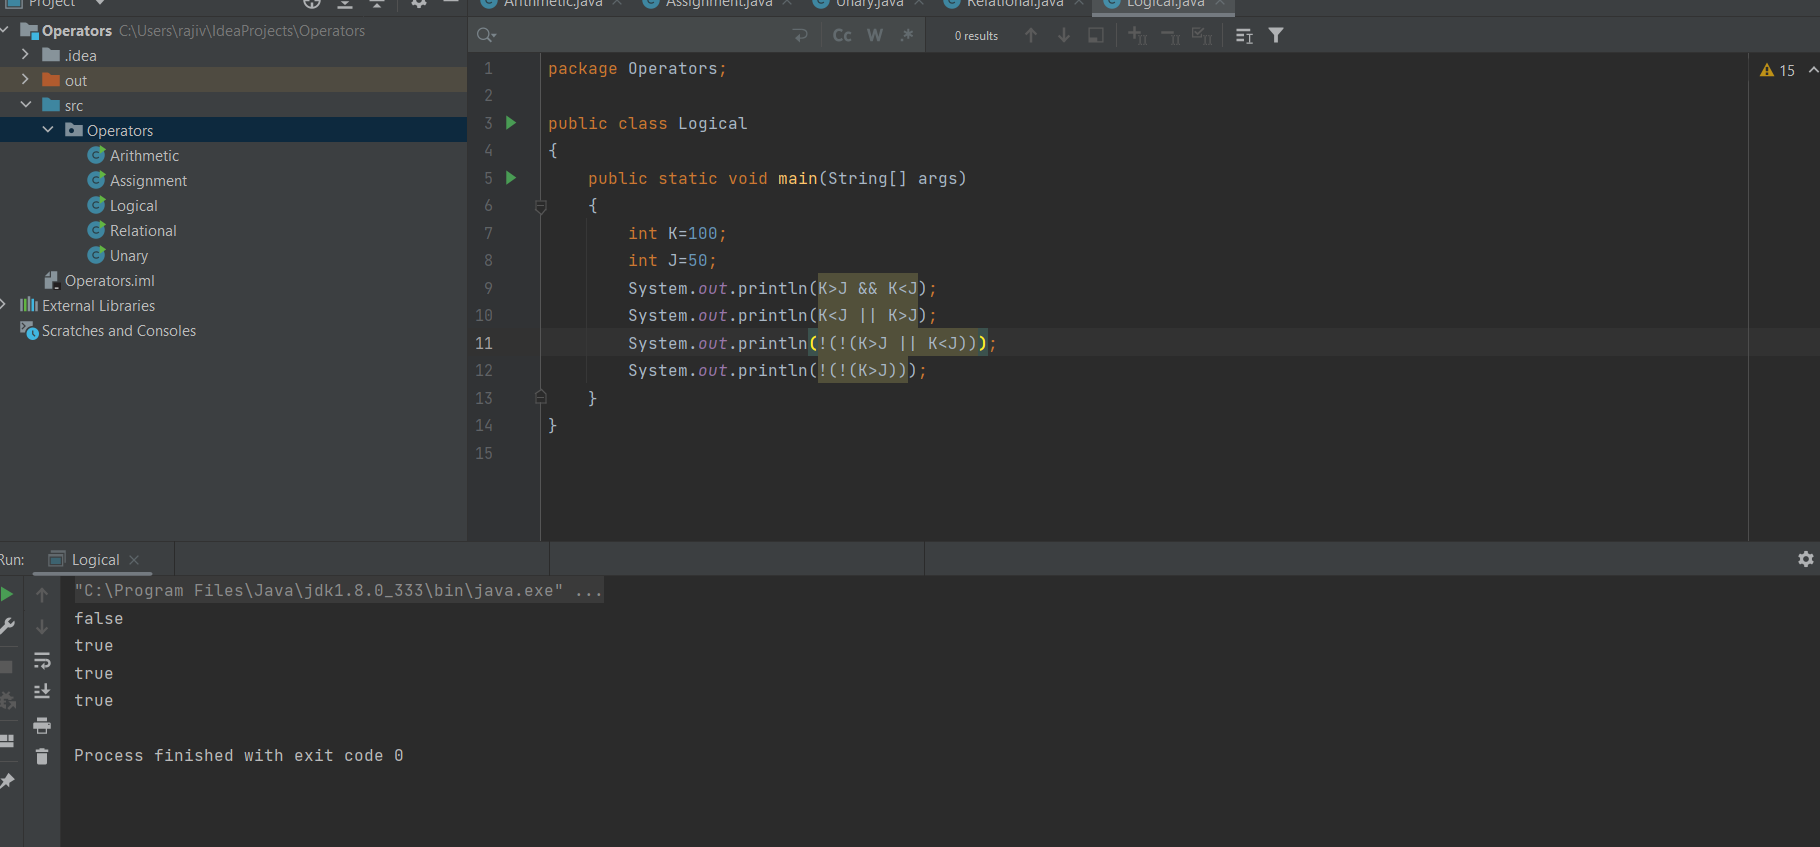 Project
Arithmetic.java Assignment.java Unary.java Relational.java Logical.java
Operators C:\Users\rajiv\IdeaProjects\Operators
.idea
out
src
Operators
Arithmetic
Assignment
Logical
Relational
Unary
Operators.iml
External Libraries
Scratches and Consoles
Cc W .* 0 results
15
1 package Operators;
2
3 public class Logical
4 {
5 public static void main(String[] args)
6 {
7 int K=100;
8 int J=50;
9 System.out.println(K>J && K<J);
10 System.out.println(K<J || K>J);
11 System.out.println(!(!(K>J || K<J)));
12 System.out.println(!(!(K>J)));
13 }
14 }
15
Run: Logical
"C:\Program Files\Java\jdk1.8.0_333\bin\java.exe" ...
false
true
true
true
Process finished with exit code 0